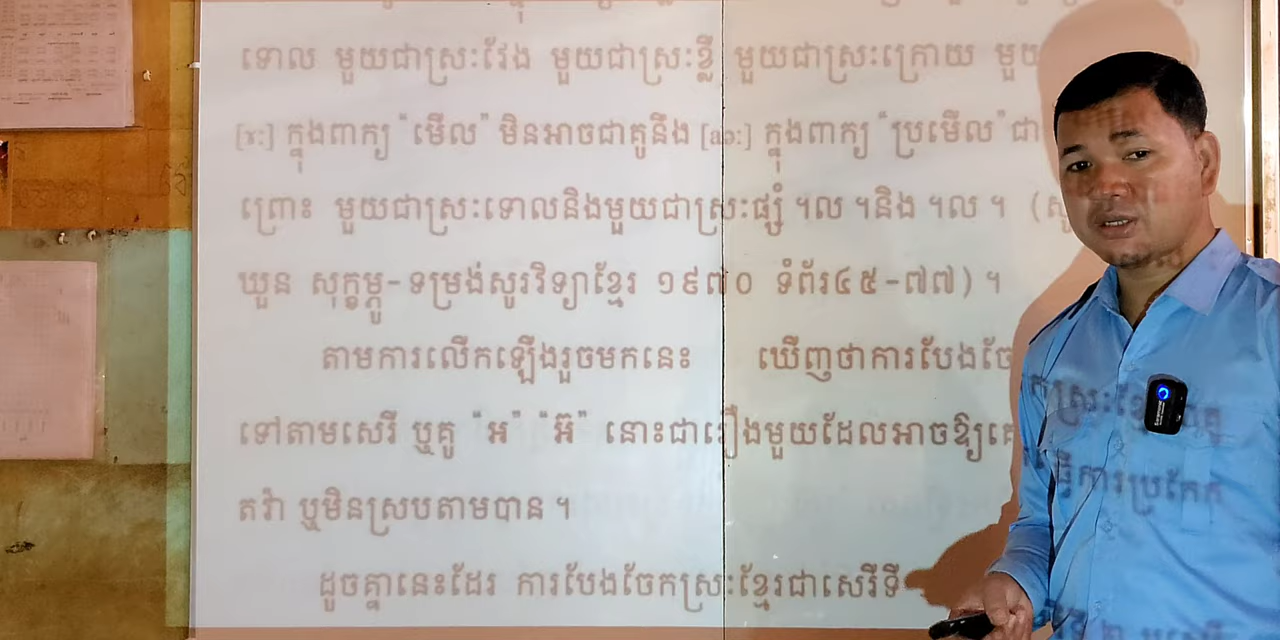 ទោល មួយជាស្រៈវែង មួយជាស្រៈខ្លី មួយជាស្រៈក្រោយ មួយ
[ɤː] ក្នុងពាក្យ “មើល” មិនអាចជាគូនឹង [aəː] ក្នុងពាក្យ “ប្រមើល” ជា
ព្រោះ មួយជាស្រៈទោលនិងមួយជាស្រៈផ្សំ ។ល ។និង ។ល ។
ឃួន សុក្ខម្ភូ-ទម្រង់សូរវិទ្យាខ្មែរ ១៩៧០ ទំព័រ៤៥-៧៧) ។
តាមការលើកឡើងរួចមកនេះ ឃើញថាការបែងចែ
ទៅតាមសេរី ឬគូ “អ” “អ៊” នោះជារឿងមួយដែលអាចឱ្យគេ
តវ៉ា ឬមិនស្របតាមបាន ។
ដូចគ្នានេះដែរ ការបែងចែកស្រៈខ្មែរជាសេរីទី